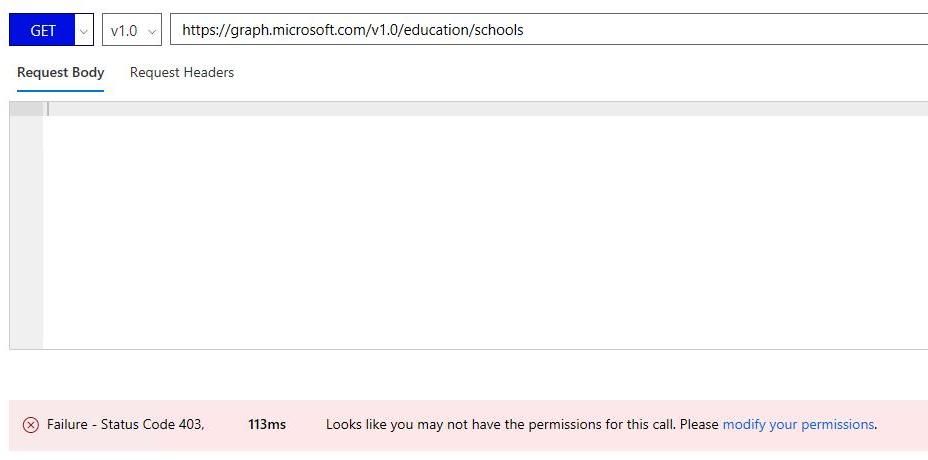 GET v1.0 https://graph.microsoft.com/v1.0/education/schools
Request Body Request Headers
Failure - Status Code 403, 113ms Looks like you may not have the permissions for this call. Please modify your permissions.